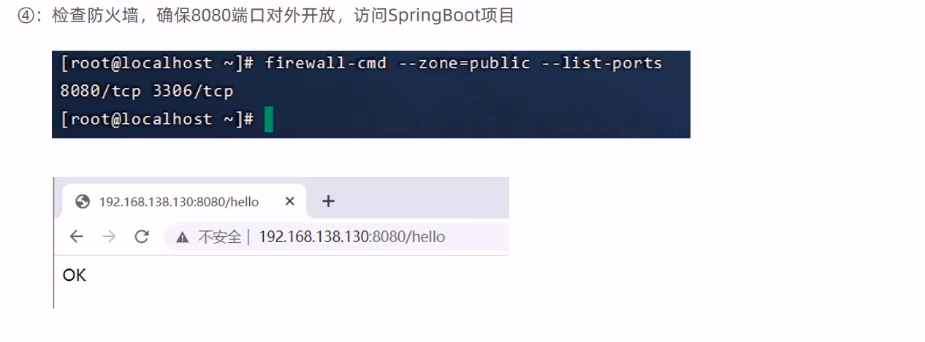 ④：检查防火墙，确保8080端口对外开放，访问SpringBoot项目
[root@localhost ~]# firewall-cmd --zone=public --list-ports
8080/tcp 3306/tcp
[root@localhost ~]#
192.168.138.130:8080/hello
不安全 | 192.168.138.130:8080/hello
OK